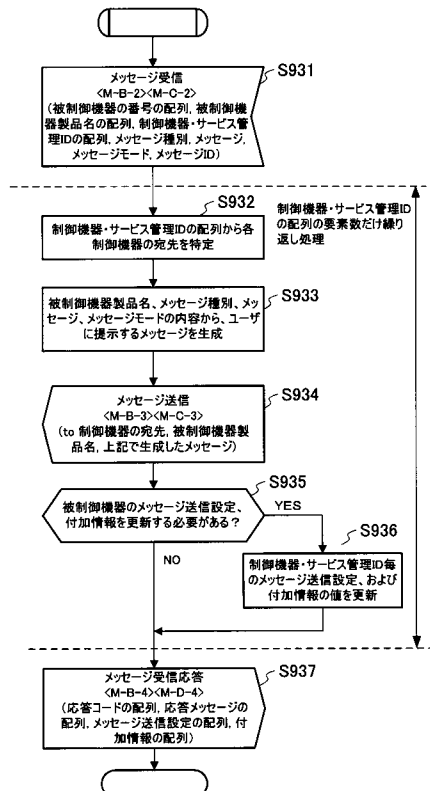 メッセージ受信
<M-B-2><M-C-2>
(被制御機器の番号の配列, 被制御機
器製品名の配列, 制御機器・サービス管
理IDの配列, メッセージ種別, メッセージ,
メッセージモード, メッセージID)
S931
制御機器・サービス管理ID
の配列の要素数だけ繰り
返し処理
S932
制御機器・サービス管理IDの配列から各
制御機器の宛先を特定
S933
被制御機器製品名、メッセージ種別、メッ
セージ、メッセージモードの内容から、ユーザ
に提示するメッセージを生成
S934
メッセージ送信
<M-B-3><M-C-3>
(to 制御機器の宛先, 被制御機器製
品名, 上記で生成したメッセージ)
S935
被制御機器のメッセージ送信設定、
付加情報を更新する必要がある？
YES
NO
S936
制御機器・サービス管理ID毎
のメッセージ送信設定、および
付加情報の値を更新
S937
メッセージ受信応答
<M-B-4><M-D-4>
(応答コードの配列, 応答メッセージの
配列, メッセージ送信設定の配列, 付
加情報の配列)